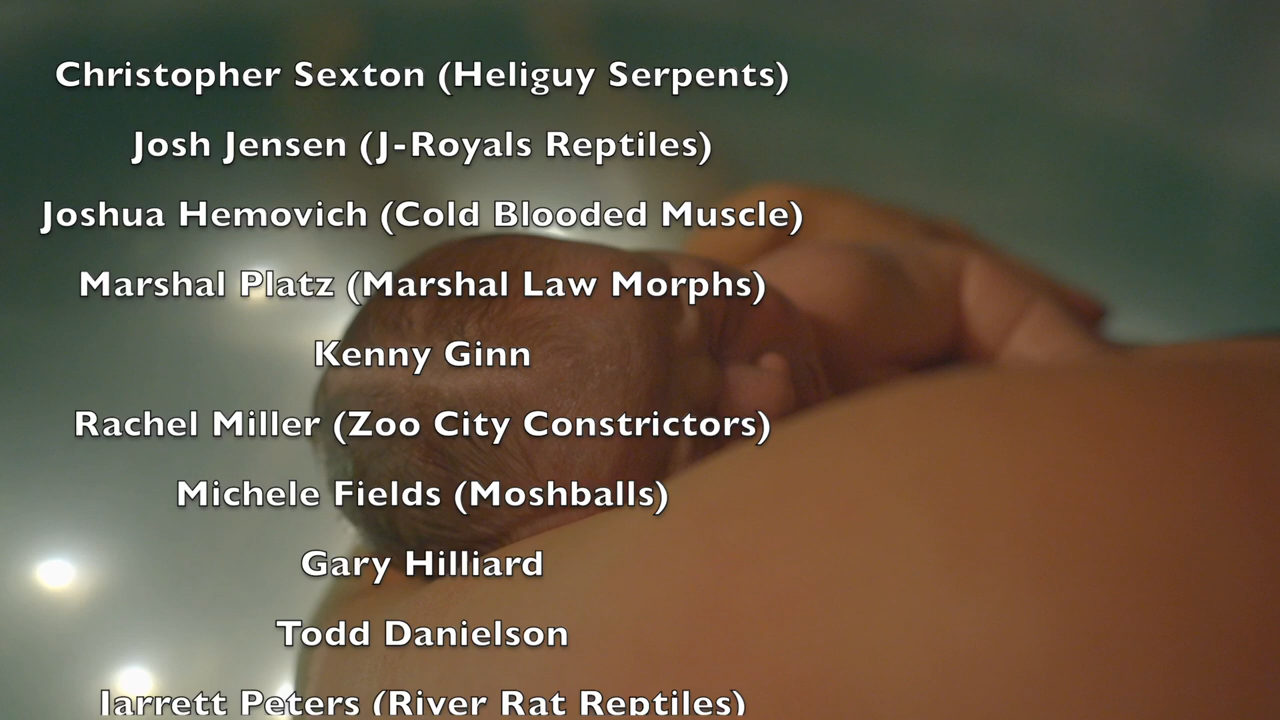 Christopher Sexton (Heliguy Serpents)
Josh Jensen (J-Royals Reptiles)
Joshua Hemovich (Cold Blooded Muscle)
Marshal Platz (Marshal Law Morphs)
Kenny Ginn
Rachel Miller (Zoo City Constrictors)
Michele Fields (Moshballs)
Gary Hilliard
Todd Danielson
Jarrett Peters (River Rat Reptiles)